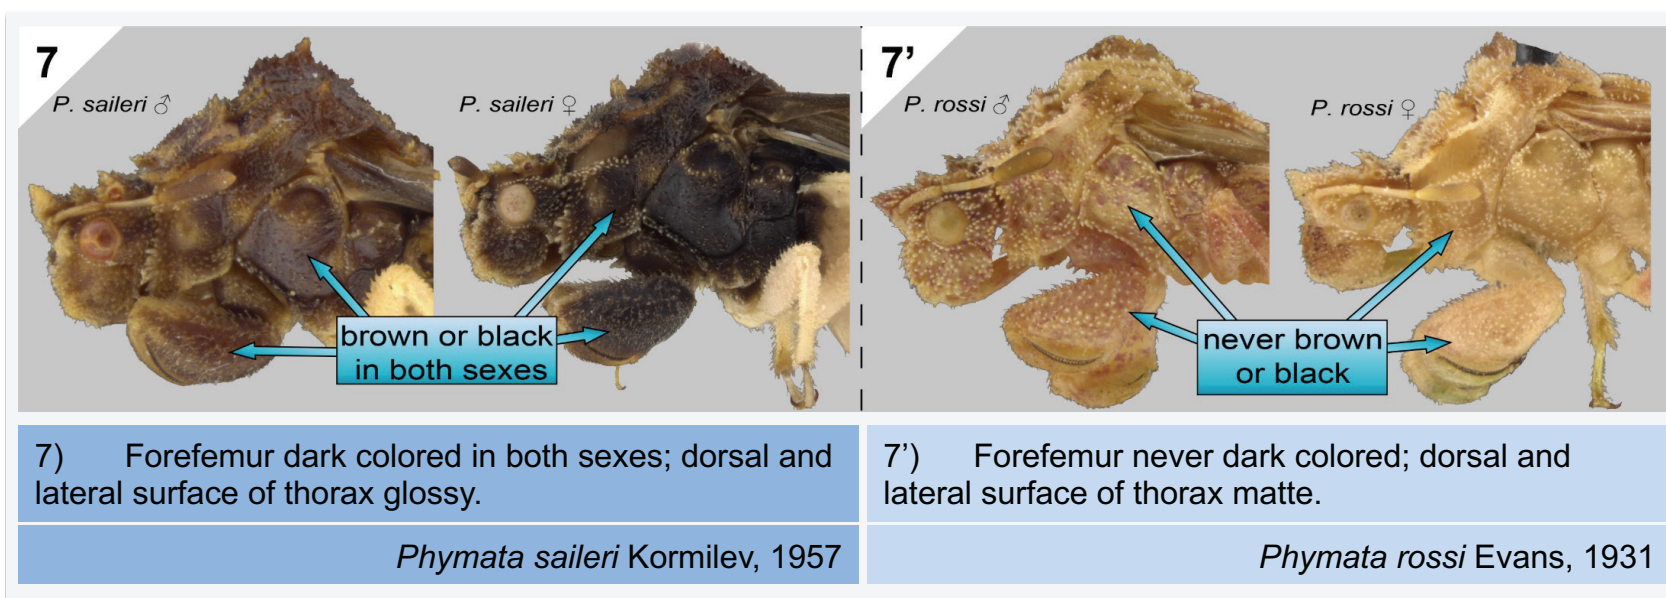 7
P. saileri ♂
P. saileri ♀
brown or black
in both sexes
7) Forefemur dark colored in both sexes; dorsal and
lateral surface of thorax glossy.
Phymata saileri Kormilev, 1957
7’
P. rossi ♂
P. rossi ♀
never brown
or black
7’) Forefemur never dark colored; dorsal and
lateral surface of thorax matte.
Phymata rossi Evans, 1931